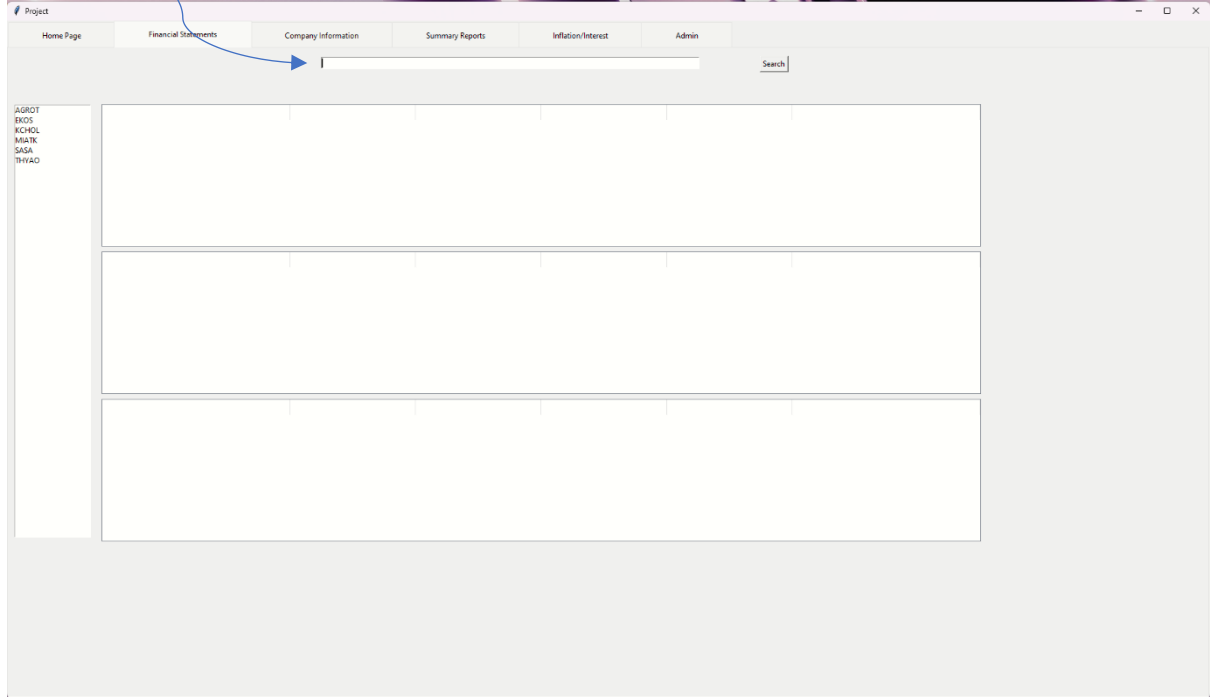 Project
Home Page Financial Statements Company Information Summary Reports Inflation/Interest Admin
Search
AGROT
EKOS
KCHOL
MIATK
SASA
THYAO